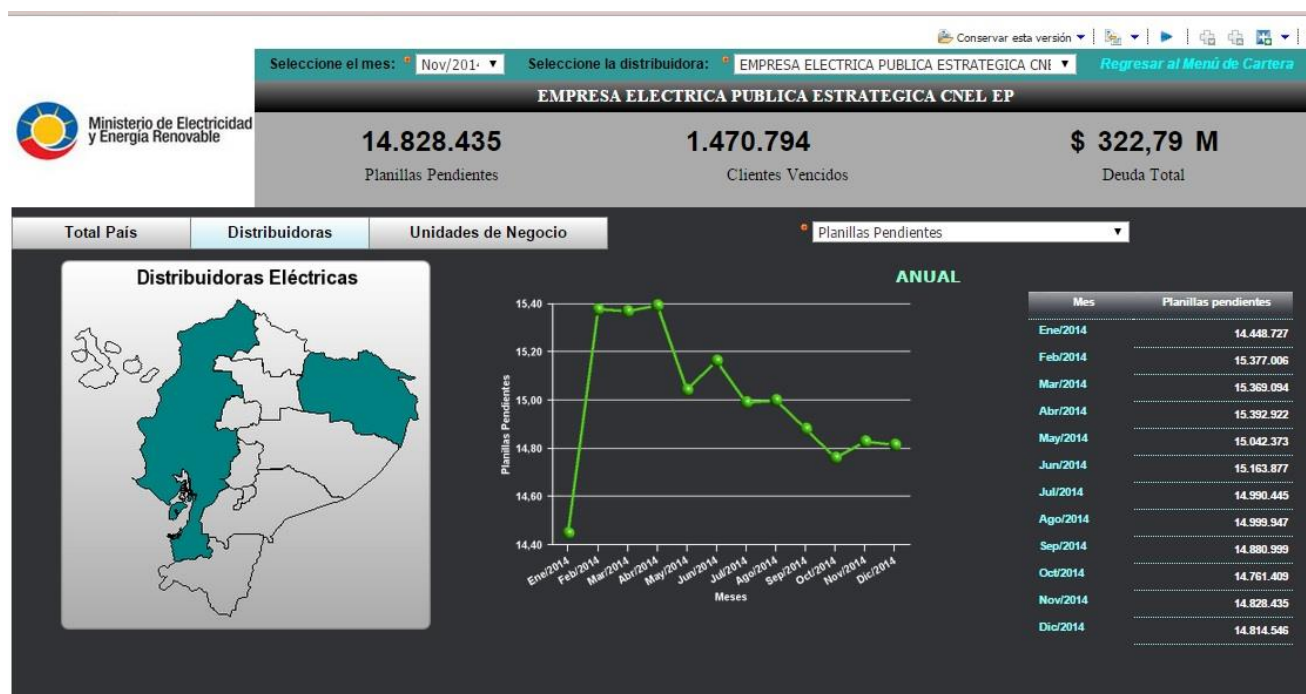 Conservar esta versión
Seleccione el mes: Nov/201 Seleccione la distribuidora: EMPRESA ELECTRICA PUBLICA ESTRATEGICA CNE Regresar al Menú de Cartera
EMPRESA ELECTRICA PUBLICA ESTRATEGICA CNEL EP
Ministerio de Electricidad
y Energía Renovable
14.828.435 1.470.794 $ 322,79 M
Planillas Pendientes Clientes Vencidos Deuda Total
Total País Distribuidoras Unidades de Negocio Planillas Pendientes
Distribuidoras Eléctricas
ANUAL
15,40
15,20
15,00
14,80
14,60
14,40
Planillas Pendientes
Ene/2014 Feb/2014 Mar/2014 Abr/2014 May/2014 Jun/2014 Jul/2014 Ago/2014 Sep/2014 Oct/2014 Nov/2014 Dic/2014
Meses
Mes Planillas pendientes
Ene/2014 14.448.727
Feb/2014 15.377.006
Mar/2014 15.369.094
Abr/2014 15.392.922
May/2014 15.042.373
Jun/2014 15.163.877
Jul/2014 14.990.445
Ago/2014 14.999.947
Sep/2014 14.880.999
Oct/2014 14.761.409
Nov/2014 14.828.435
Dic/2014 14.814.546